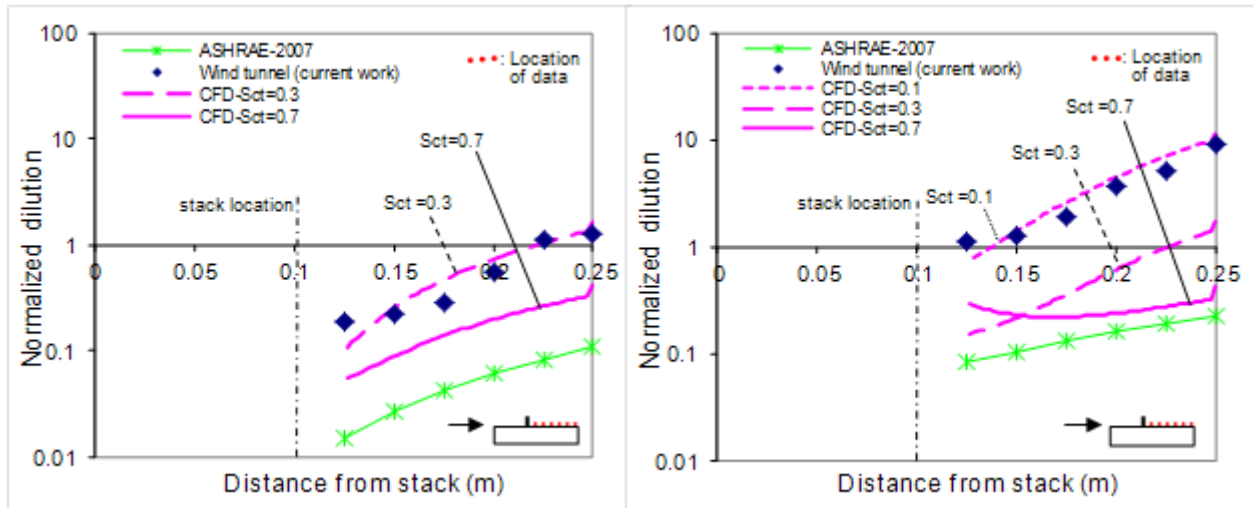 100
10
1
0.1
0.01
Normalized dilution
ASHRAE-2007
Wind tunnel (current work)
CFD-Sct=0.3
CFD-Sct=0.7
: Location
of data
Sct=0.7
Sct =0.3
stack location
0
0.05
0.1
0.15
0.2
0.25
Distance from stack (m)
100
10
1
0.1
0.01
Normalized dilution
ASHRAE-2007
Wind tunnel (current work)
CFD-Sct=0.1
CFD-Sct=0.3
CFD-Sct=0.7
: Location
of data
Sct=0.7
Sct =0.3
stack location
Sct=0.1
0
0.05
0.1
0.15
0.2
0.25
Distance from stack (m)